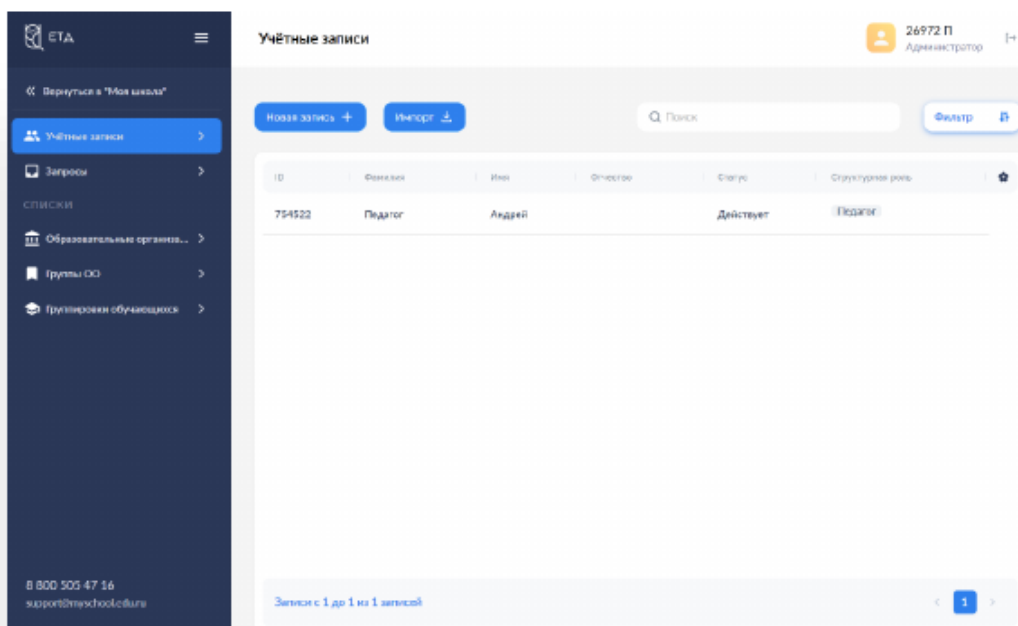 ЕТА
Учётные записи
26972 П
Администратор
Вернуться в "Моя школа"
Новая запись +
Импорт
Поиск
Фильтр
Учётные записи
Запросы
СПИСКИ
Образовательные организа...
Группы ОО
Группировки обучающихся
ID Фамилия Имя Отчество Статус Структурная роль
754522 Педагог Андрей Действует Педагог
8 800 505 47 16
support@myschool.edu.ru
Записи с 1 до 1 из 1 записей
1